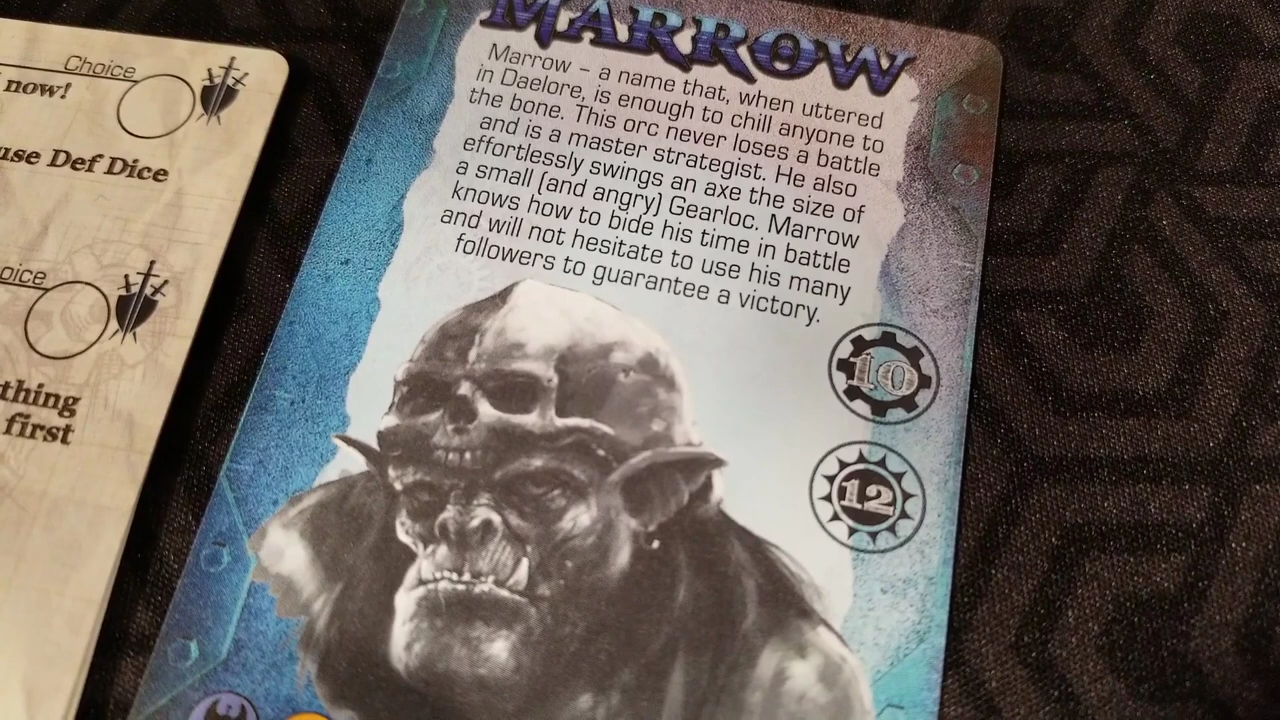 Choice
now!
use Def Dice
oice
thing
first
MARROW
Marrow – a name that, when uttered
in Daelore, is enough to chill anyone to
the bone. This orc never loses a battle
and is a master strategist. He also
effortlessly swings an axe the size of
a small (and angry) Gearloc. Marrow
knows how to bide his time in battle
and will not hesitate to use his many
followers to guarantee a victory.
10
12